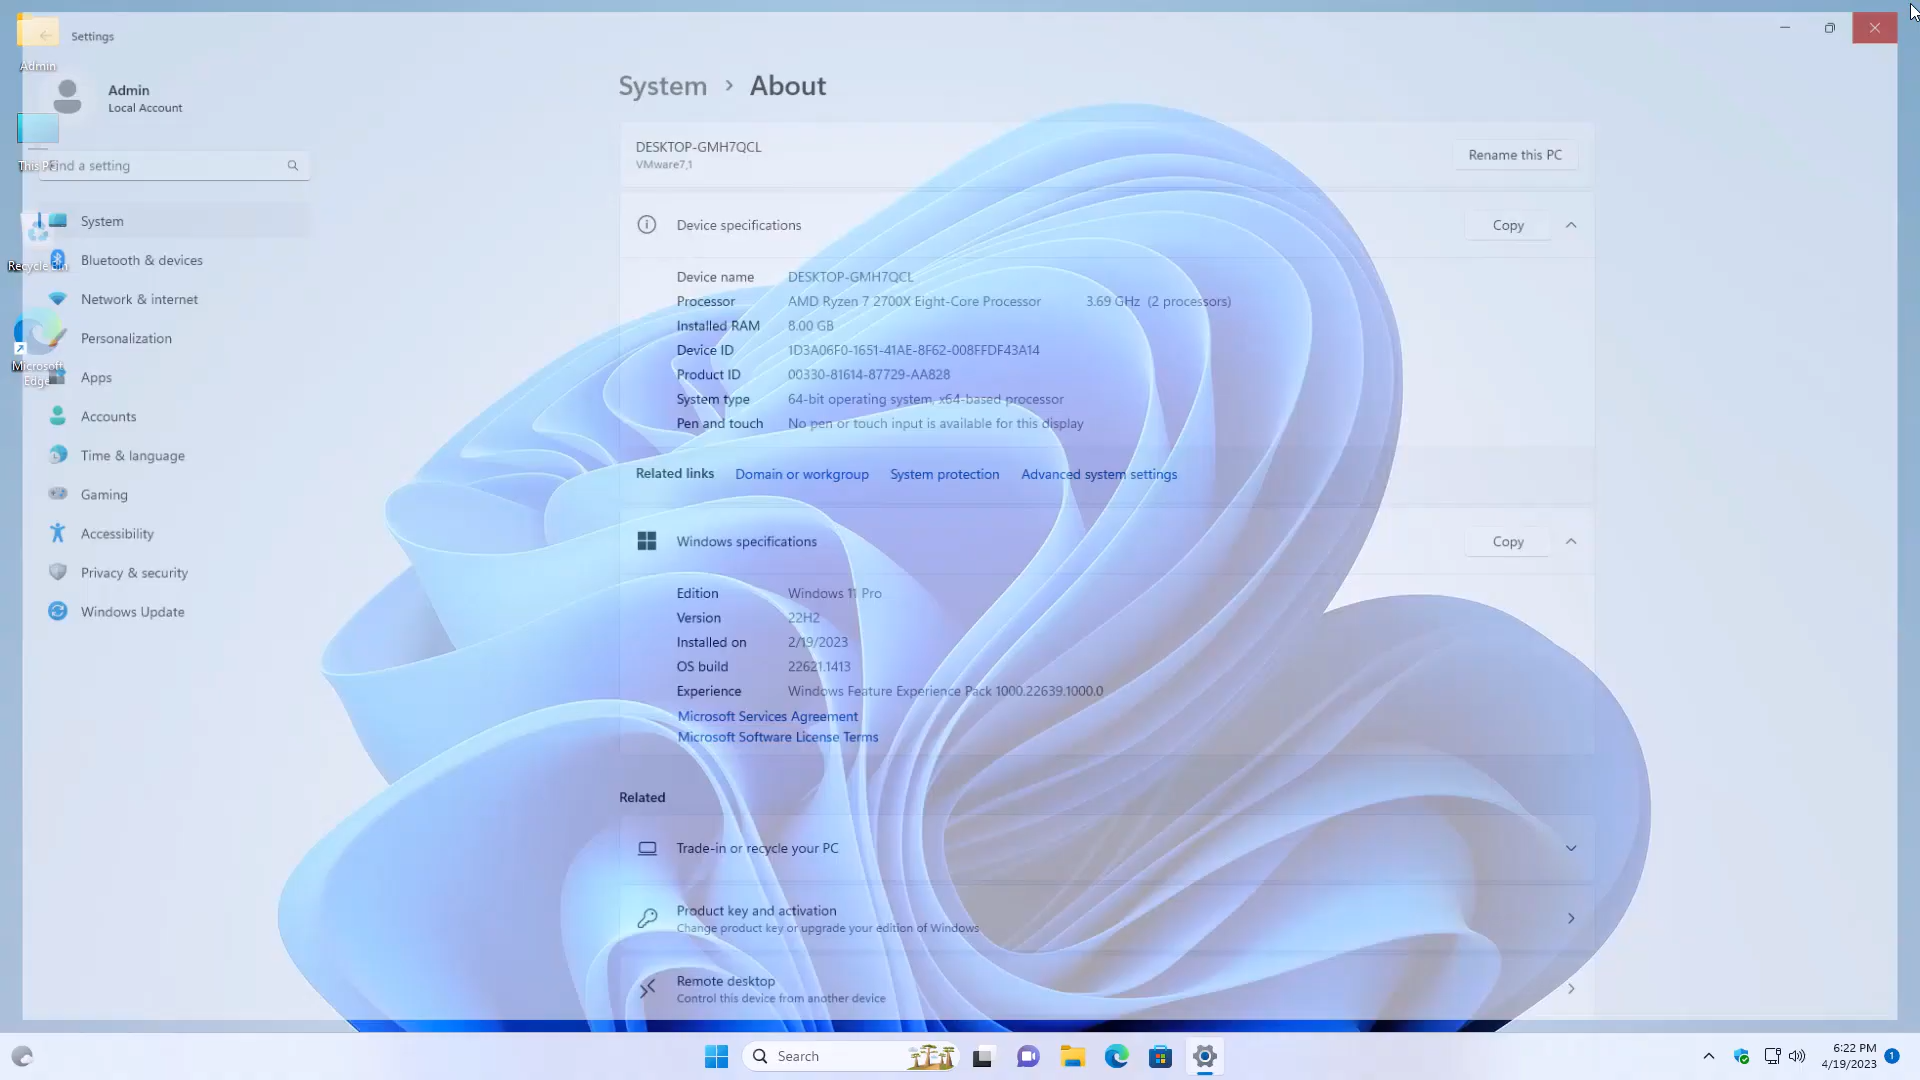 Settings
Admin
This PC
Recycle Bin
Microsoft
Edge
Admin
Local Account
Find a setting
System
Bluetooth & devices
Network & internet
Personalization
Apps
Accounts
Time & language
Gaming
Accessibility
Privacy & security
Windows Update
System › About
DESKTOP-GMH7QCL
VMware7,1
Rename this PC
Device specifications
Copy
Device name DESKTOP-GMH7QCL
Processor AMD Ryzen 7 2700X Eight-Core Processor 3.69 GHz (2 processors)
Installed RAM 8.00 GB
Device ID 1D3A06F0-1651-41AE-8F62-008FFDF43A14
Product ID 00330-81614-87729-AA828
System type 64-bit operating system, x64-based processor
Pen and touch No pen or touch input is available for this display
Related links Domain or workgroup System protection Advanced system settings
Windows specifications
Copy
Edition Windows 11 Pro
Version 22H2
Installed on 2/19/2023
OS build 22621.1413
Experience Windows Feature Experience Pack 1000.22639.1000.0
Microsoft Services Agreement
Microsoft Software License Terms
Related
Trade-in or recycle your PC
Product key and activation
Change product key or upgrade your edition of Windows
Remote desktop
Control this device from another device
Search
6:22 PM
4/19/2023
1